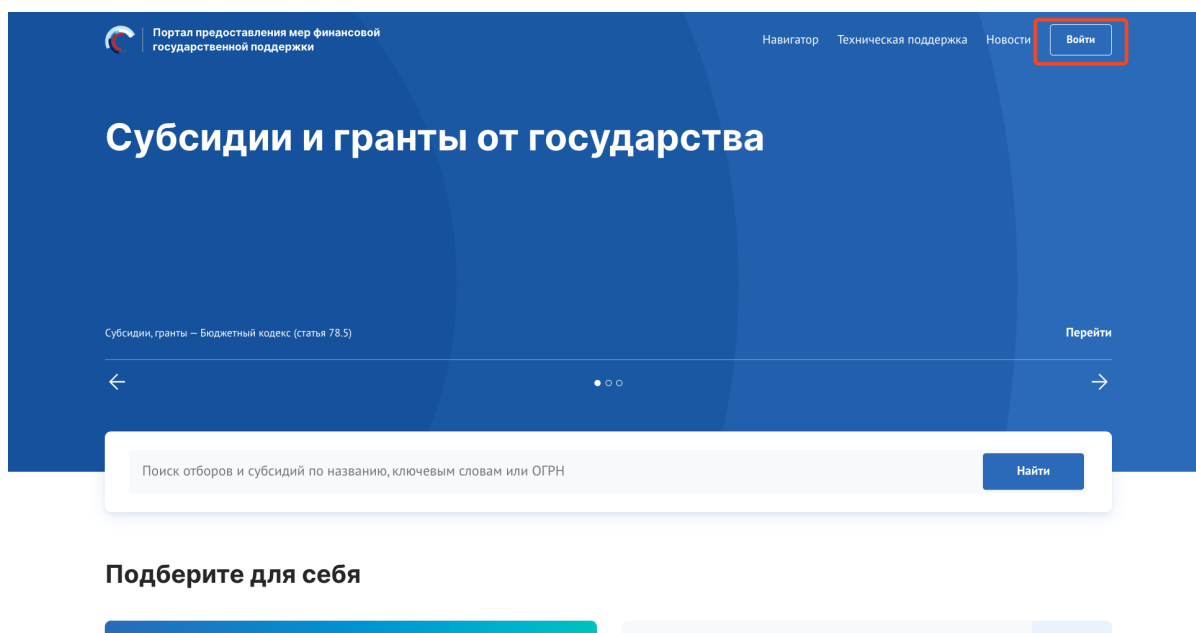 Портал предоставления мер финансовой
государственной поддержки
Навигатор Техническая поддержка Новости Войти
Субсидии и гранты от государства
Субсидии, гранты — Бюджетный кодекс (статья 78.5) Перейти
Поиск отборов и субсидий по названию, ключевым словам или ОГРН Найти
Подберите для себя